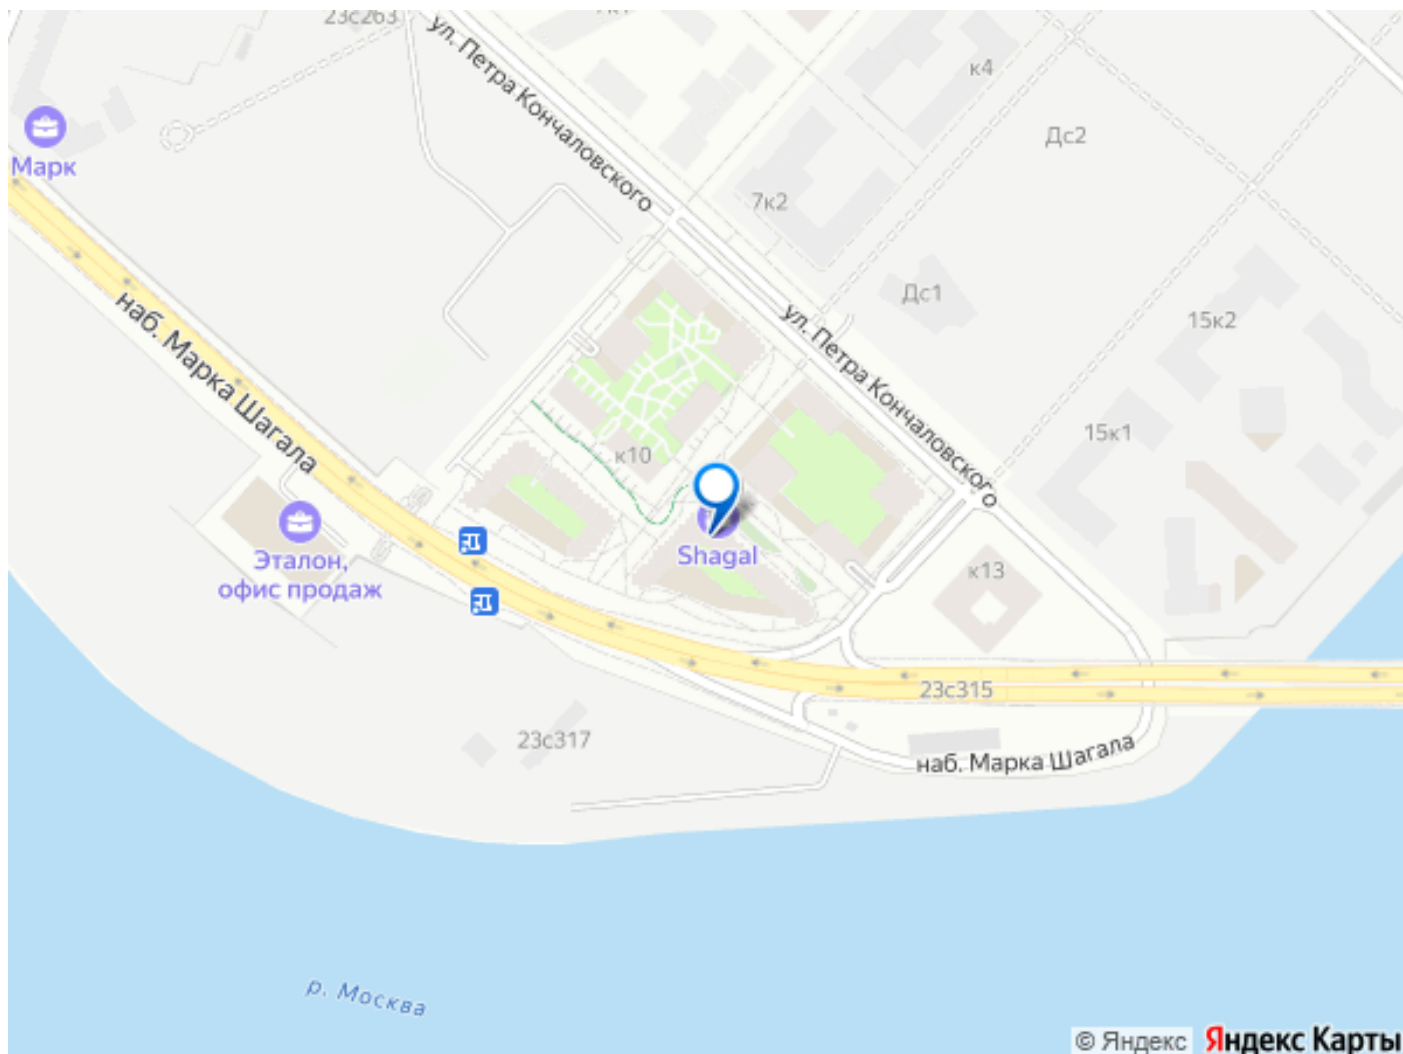 23с263
ул. Петра Кончаловского
к4
Марк
Дс2
7к2
Дс1
15к2
ул. Петра Кончаловского
наб. Марка Шагала
15к1
к10
Shagal
Эталон,
офис продаж
к13
23с315
23с317
наб. Марка Шагала
р. Москва
© Яндекс Яндекс Карты